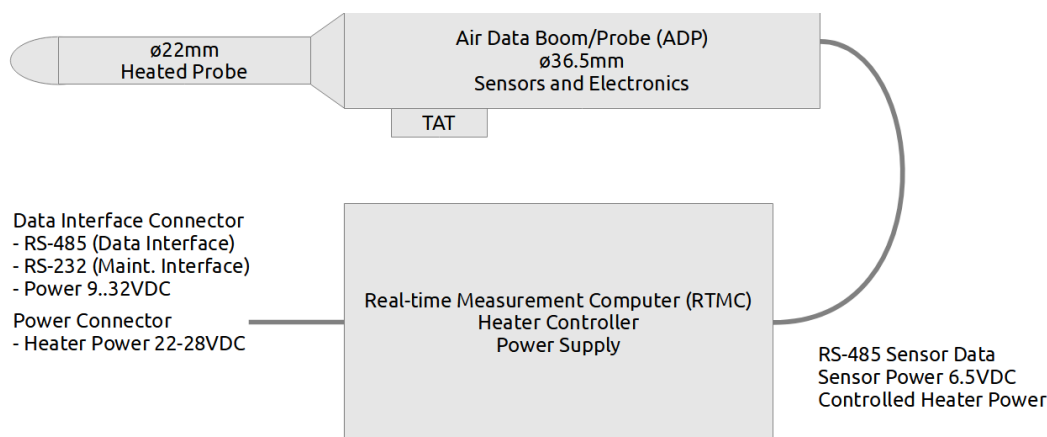 ø22mm
Heated Probe
Air Data Boom/Probe (ADP)
ø36.5mm
Sensors and Electronics
TAT
Data Interface Connector
- RS-485 (Data Interface)
- RS-232 (Maint. Interface)
- Power 9..32VDC
Power Connector
- Heater Power 22-28VDC
Real-time Measurement Computer (RTMC)
Heater Controller
Power Supply
RS-485 Sensor Data
Sensor Power 6.5VDC
Controlled Heater Power